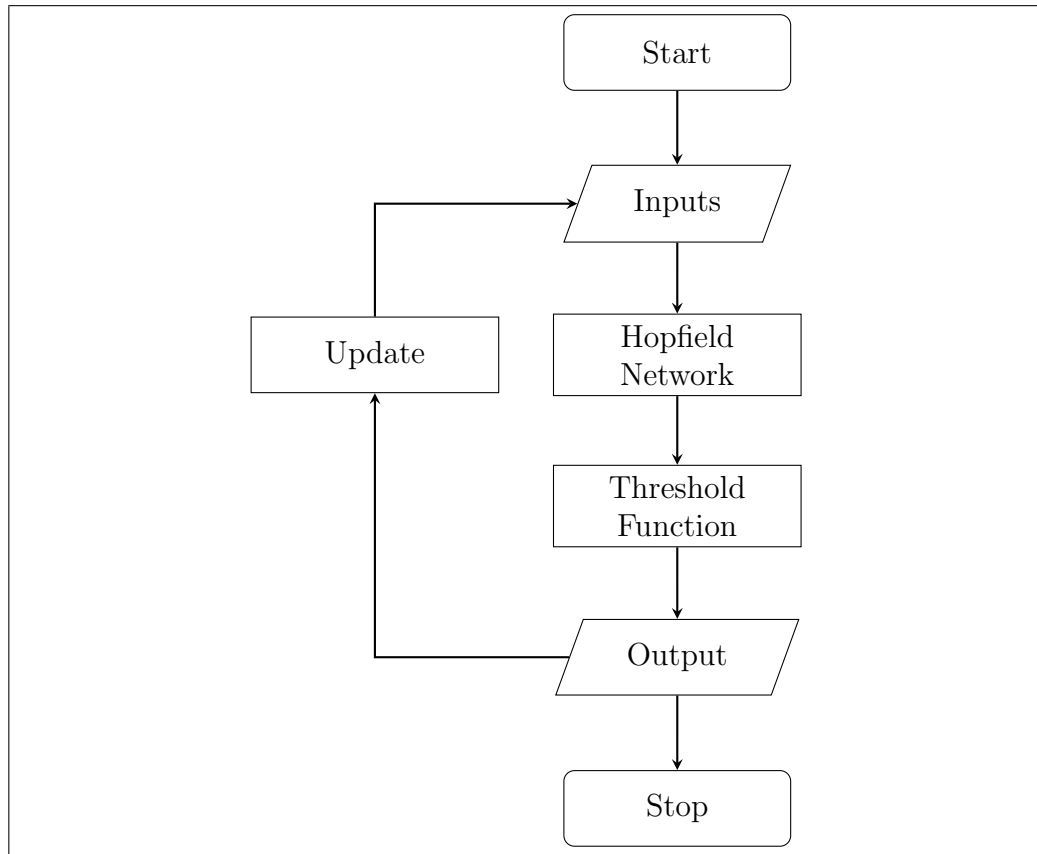 Start
Inputs
Update
Hopfield
Network
Threshold
Function
Output
Stop